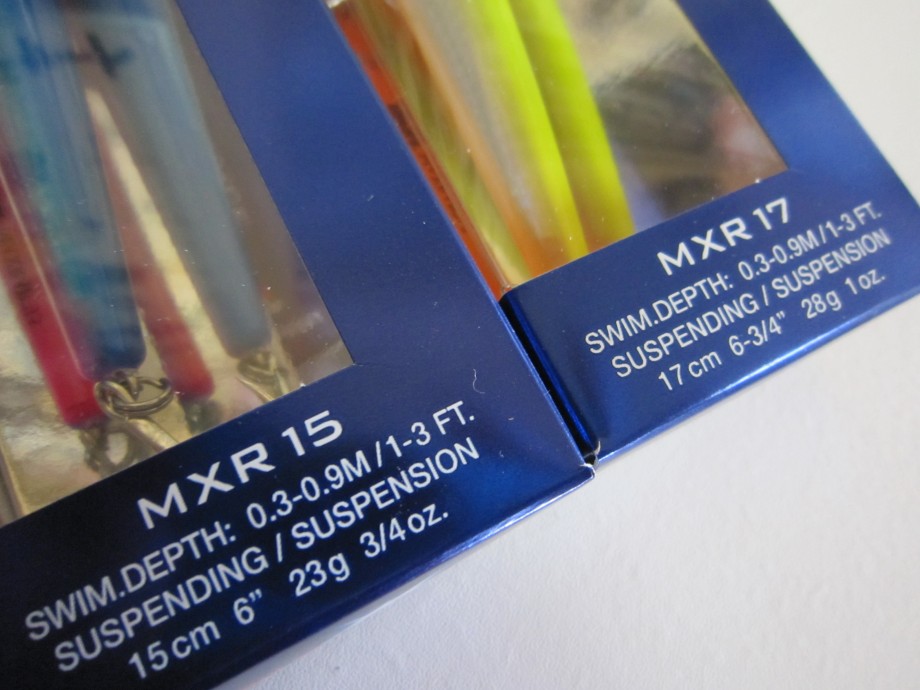 MXR 15
SWIM.DEPTH: 0.3-0.9M/1-3 FT.
SUSPENDING / SUSPENSION
15cm 6” 23g 3/4oz.
MXR 17
SWIM.DEPTH: 0.3-0.9M/1-3 FT.
SUSPENDING / SUSPENSION
17cm 6-3/4” 28g 1oz.